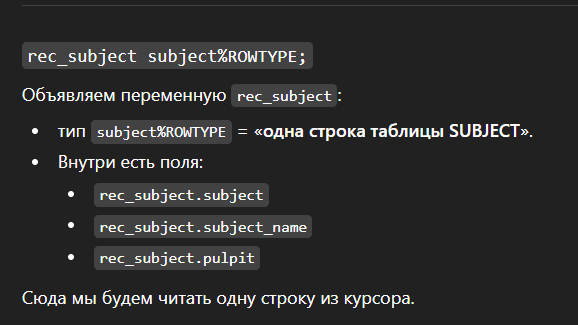 rec_subject subject%ROWTYPE;
Объявляем переменную rec_subject:
• тип subject%ROWTYPE = «одна строка таблицы SUBJECT».
• Внутри есть поля:
• rec_subject.subject
• rec_subject.subject_name
• rec_subject.pulpit
Сюда мы будем читать одну строку из курсора.